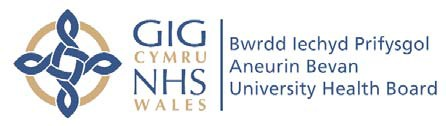 GIG
CYMRU
NHS
WALES
Bwrdd Iechyd Prifysgol
Aneurin Bevan
University Health Board